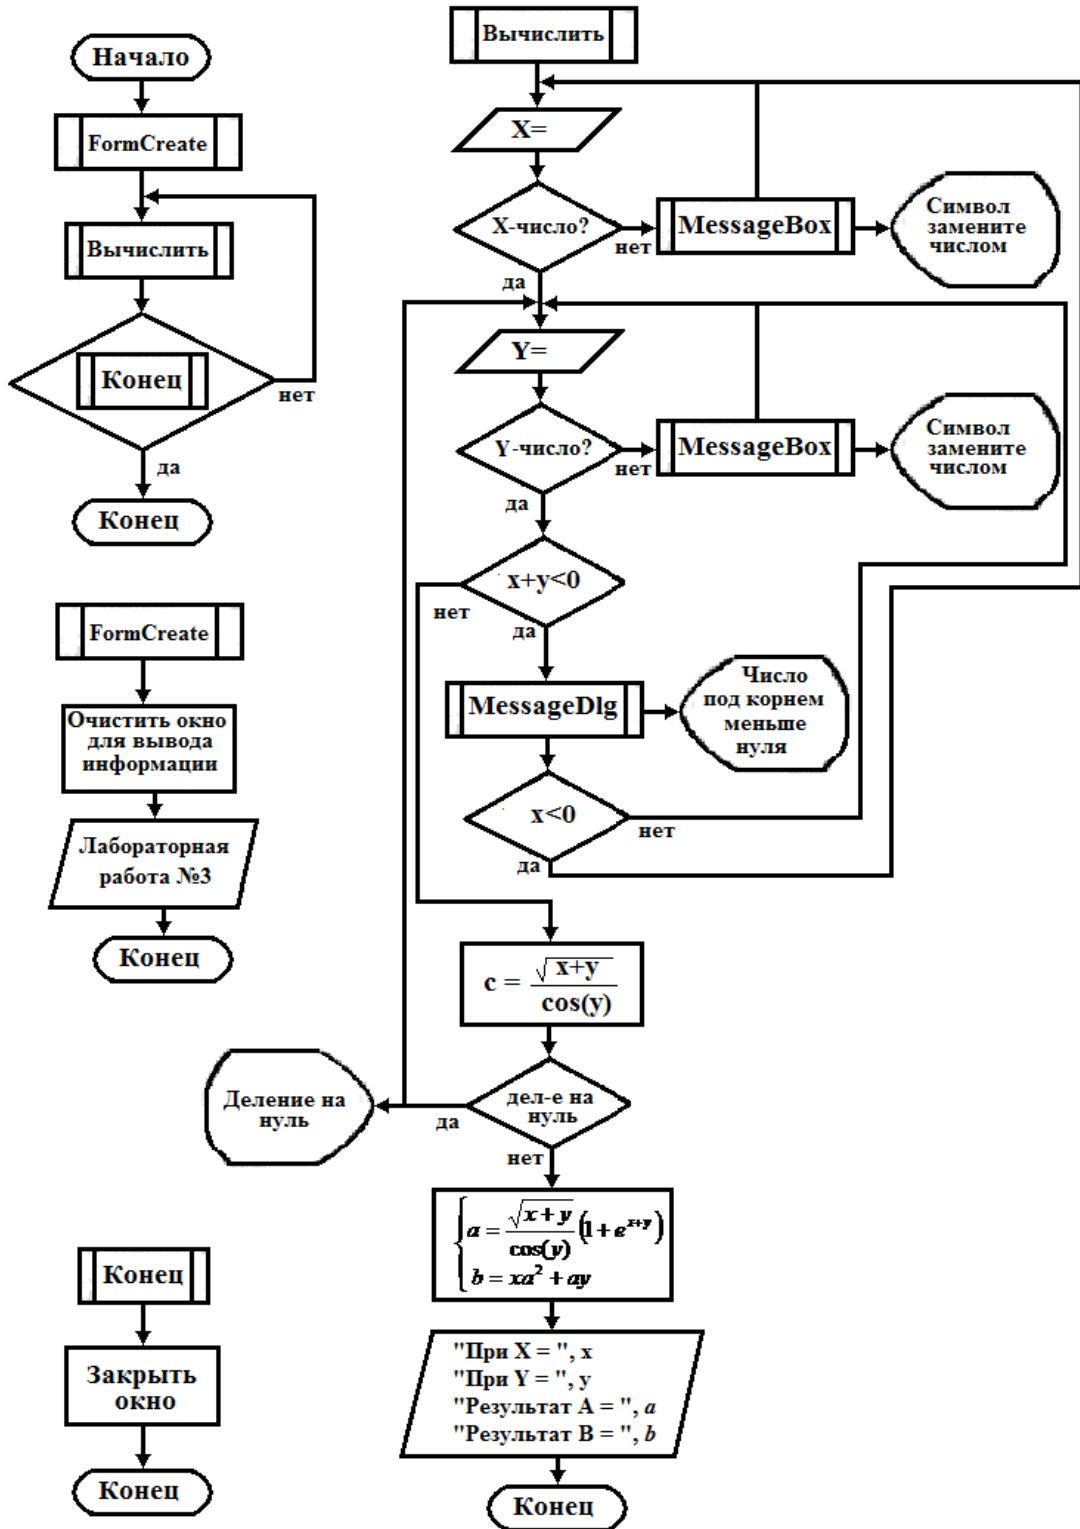 Начало
FormCreate
Вычислить
Конец
нет
да
Конец
FormCreate
Очистить окно
для вывода
информации
Лабораторная
работа №3
Конец
Конец
Закрыть
окно
Конец
Вычислить
X=
X-число?
нет
MessageBox
Символ
замените
числом
да
Y=
Y-число?
нет
MessageBox
Символ
замените
числом
да
x+y<0
нет
да
MessageDlg
Число
под корнем
меньше
нуля
x<0
нет
да
c = √x+y / cos(y)
дел-е на
нуль
да
Деление на
нуль
нет
a = √x+y / cos(y) (1+e^x+y)
b = xa² + ay
"При X = ", x
"При Y = ", y
"Результат A = ", a
"Результат B = ", b
Конец